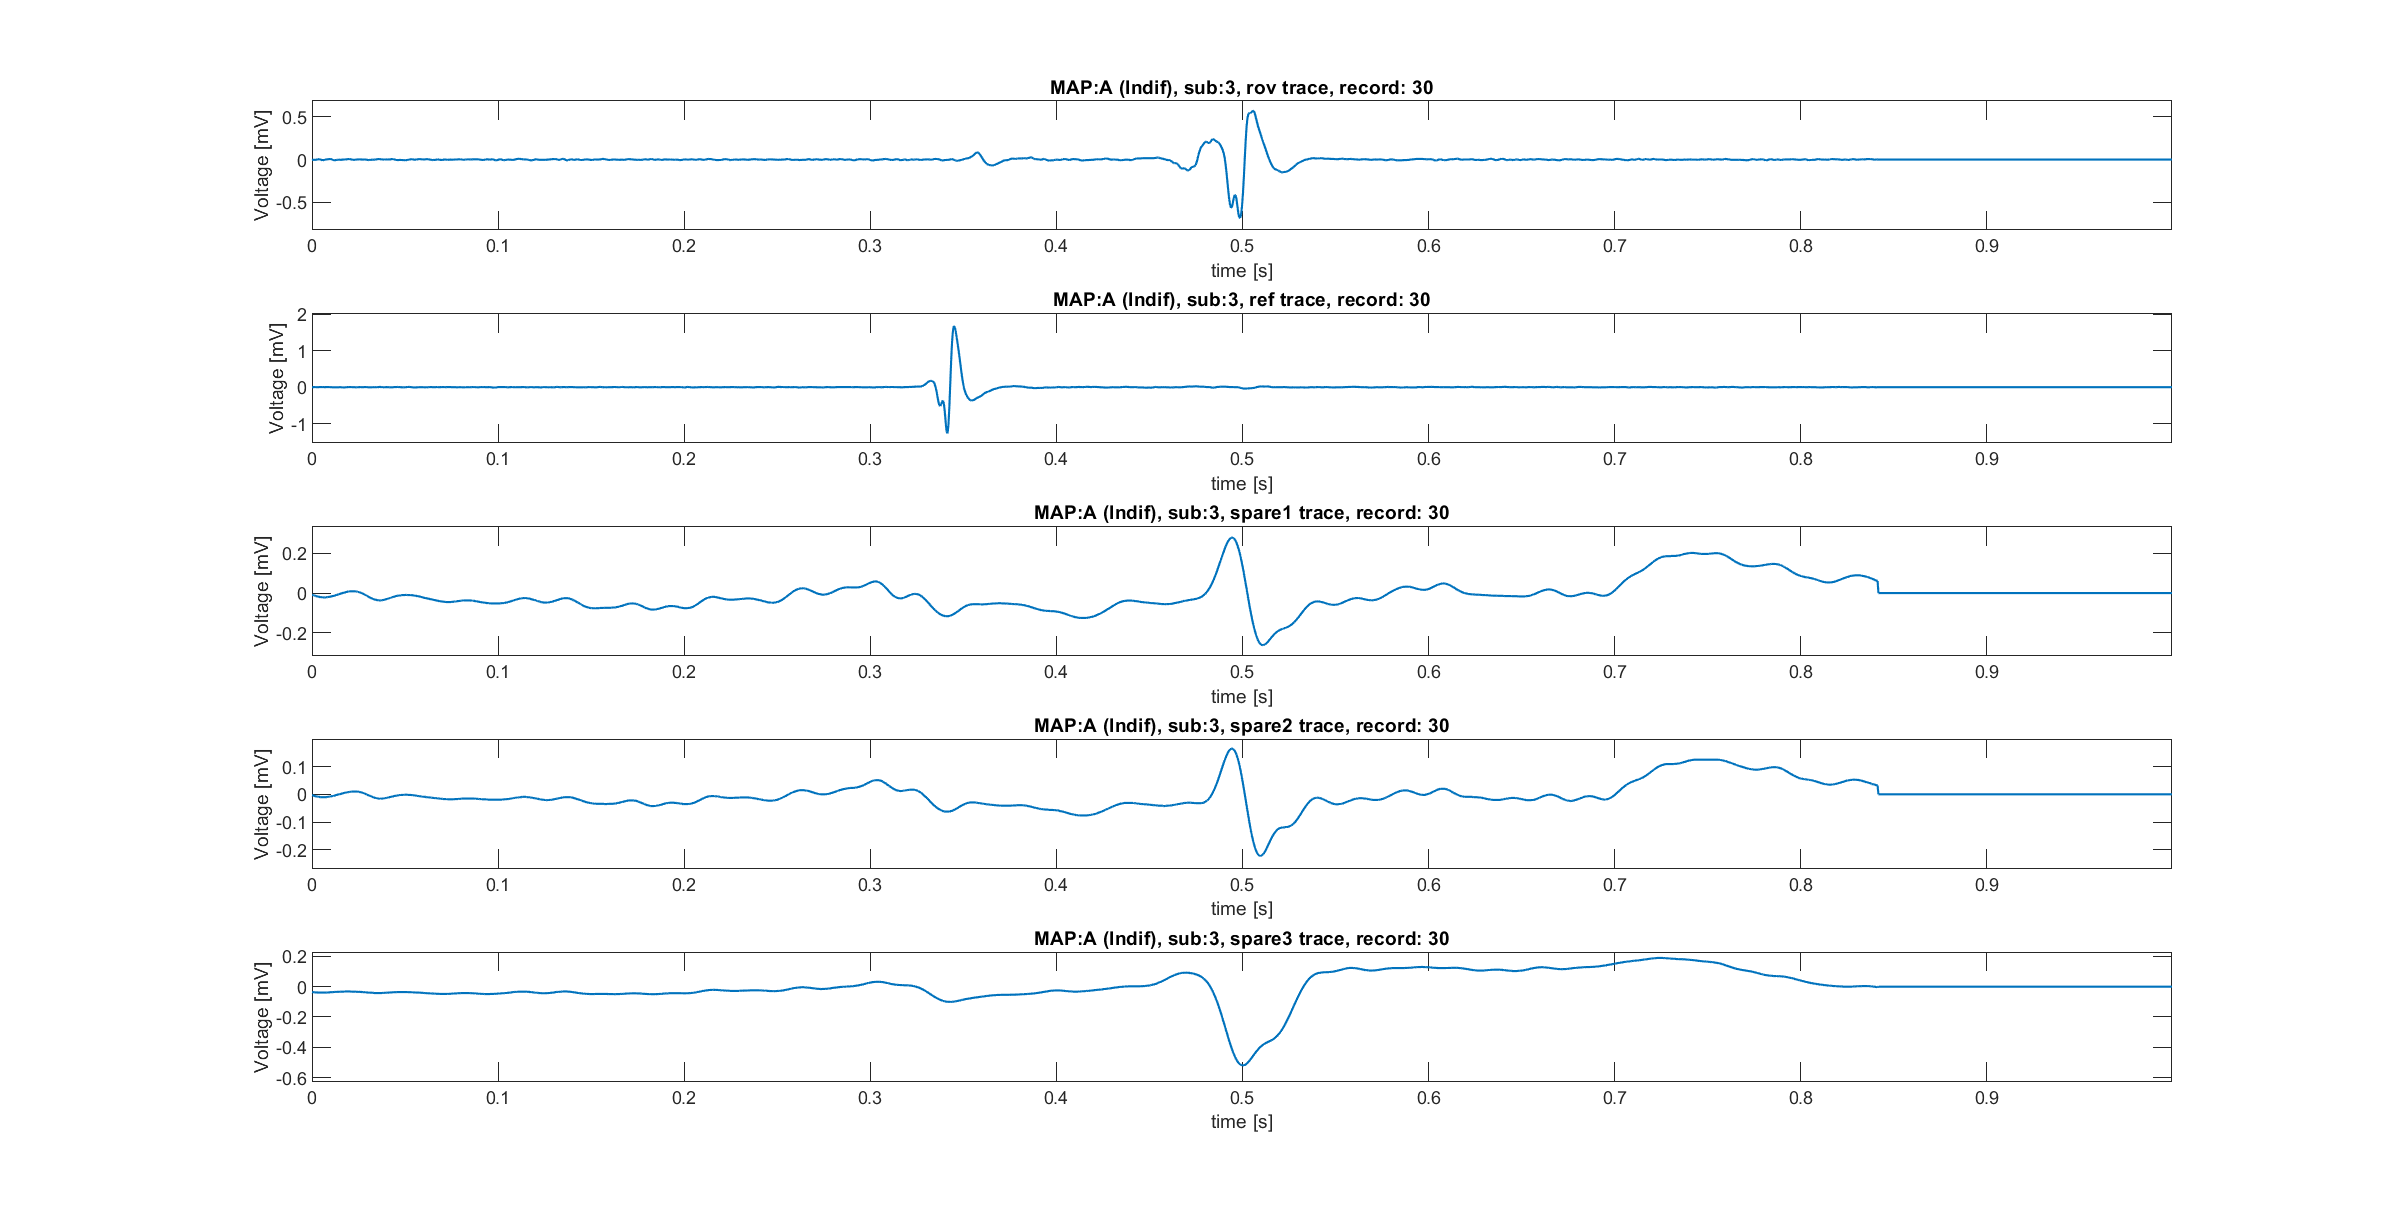 MAP:A (Indif), sub:3, rov trace, record: 30
Voltage [mV]
0.5
0
-0.5
0 0.1 0.2 0.3 0.4 0.5 0.6 0.7 0.8 0.9
time [s]
MAP:A (Indif), sub:3, ref trace, record: 30
Voltage [mV]
2
1
0
-1
0 0.1 0.2 0.3 0.4 0.5 0.6 0.7 0.8 0.9
time [s]
MAP:A (Indif), sub:3, spare1 trace, record: 30
Voltage [mV]
0.2
0
-0.2
0 0.1 0.2 0.3 0.4 0.5 0.6 0.7 0.8 0.9
time [s]
MAP:A (Indif), sub:3, spare2 trace, record: 30
Voltage [mV]
0.1
0
-0.1
-0.2
0 0.1 0.2 0.3 0.4 0.5 0.6 0.7 0.8 0.9
time [s]
MAP:A (Indif), sub:3, spare3 trace, record: 30
Voltage [mV]
0.2
0
-0.2
-0.4
-0.6
0 0.1 0.2 0.3 0.4 0.5 0.6 0.7 0.8 0.9
time [s]